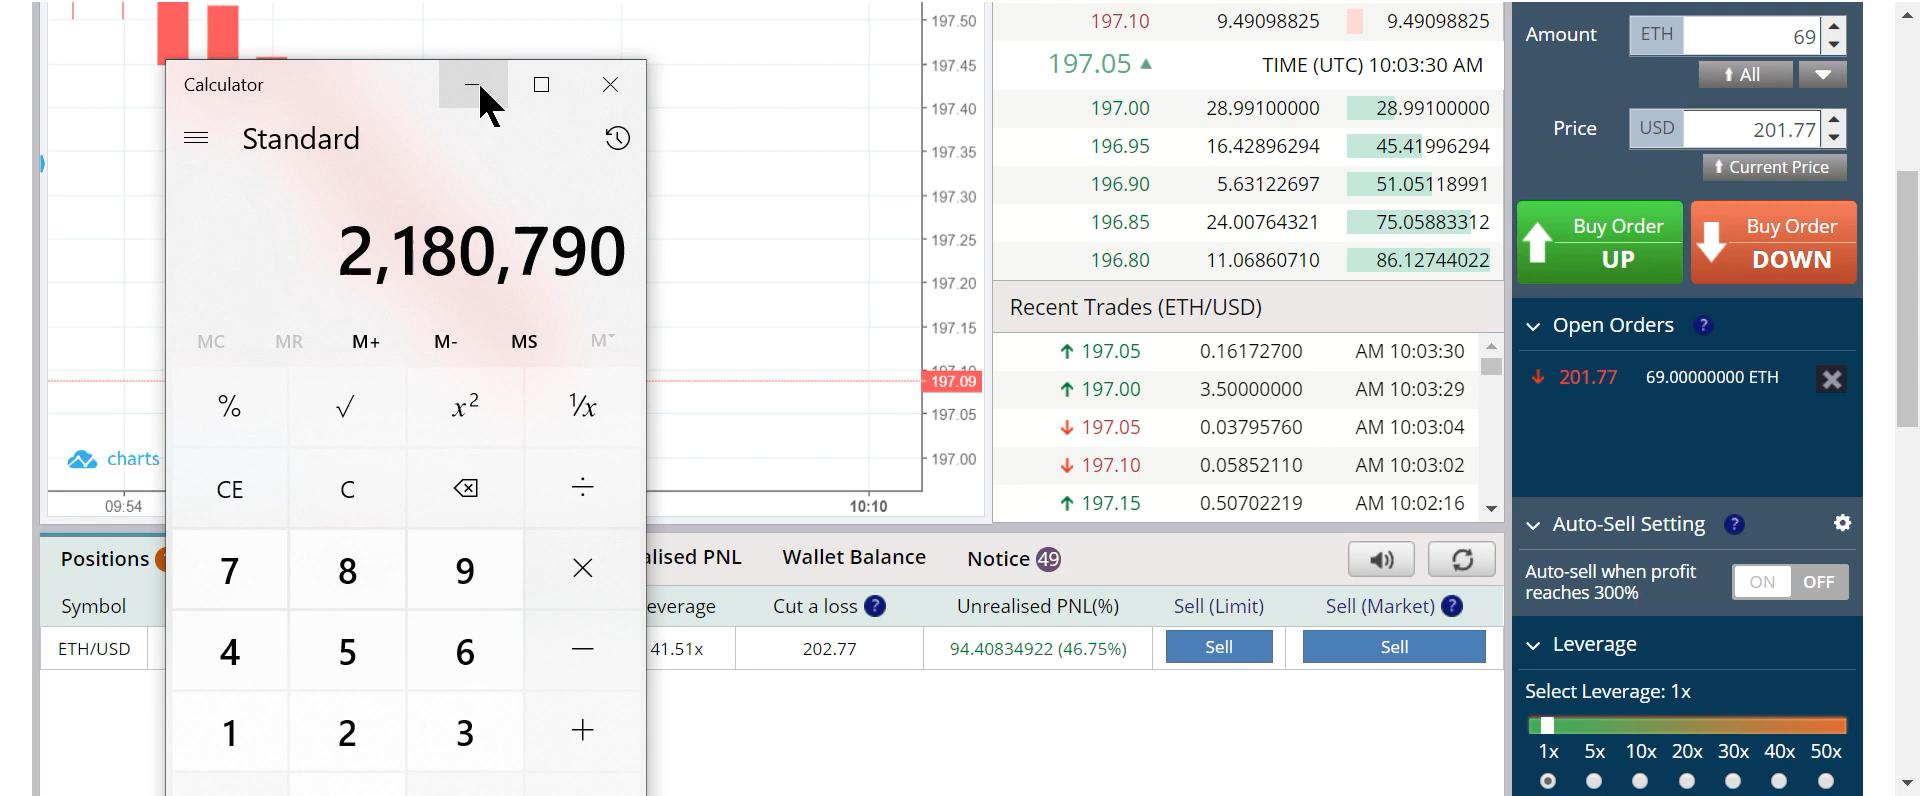 197.50
197.45
197.40
197.35
197.30
197.25
197.20
197.15
197.09
197.05
197.00
charts
09:54
10:10
Calculator
Standard
2,180,790
MC MR M+ M- MS M
% √ x² ¹/x
CE C ÷
7 8 9 ×
4 5 6 −
1 2 3 +
197.10 9.49098825 9.49098825
197.05 TIME (UTC) 10:03:30 AM
197.00 28.99100000 28.99100000
196.95 16.42896294 45.41996294
196.90 5.63122697 51.05118991
196.85 24.00764321 75.05883312
196.80 11.06860710 86.12744022
Recent Trades (ETH/USD)
197.05 0.16172700 AM 10:03:30
197.00 3.50000000 AM 10:03:29
197.05 0.03795760 AM 10:03:04
197.10 0.05852110 AM 10:03:02
197.15 0.50702219 AM 10:02:16
Positions alised PNL Wallet Balance Notice 49
Symbol everage Cut a loss ? Unrealised PNL(%) Sell (Limit) Sell (Market) ?
ETH/USD 41.51x 202.77 94.40834922 (46.75%) Sell Sell
Amount ETH 69
All
Price USD 201.77
Current Price
Buy Order UP
Buy Order DOWN
Open Orders ?
201.77 69.00000000 ETH
Auto-Sell Setting ?
Auto-sell when profit
reaches 300% ON OFF
Leverage
Select Leverage: 1x
1x 5x 10x 20x 30x 40x 50x